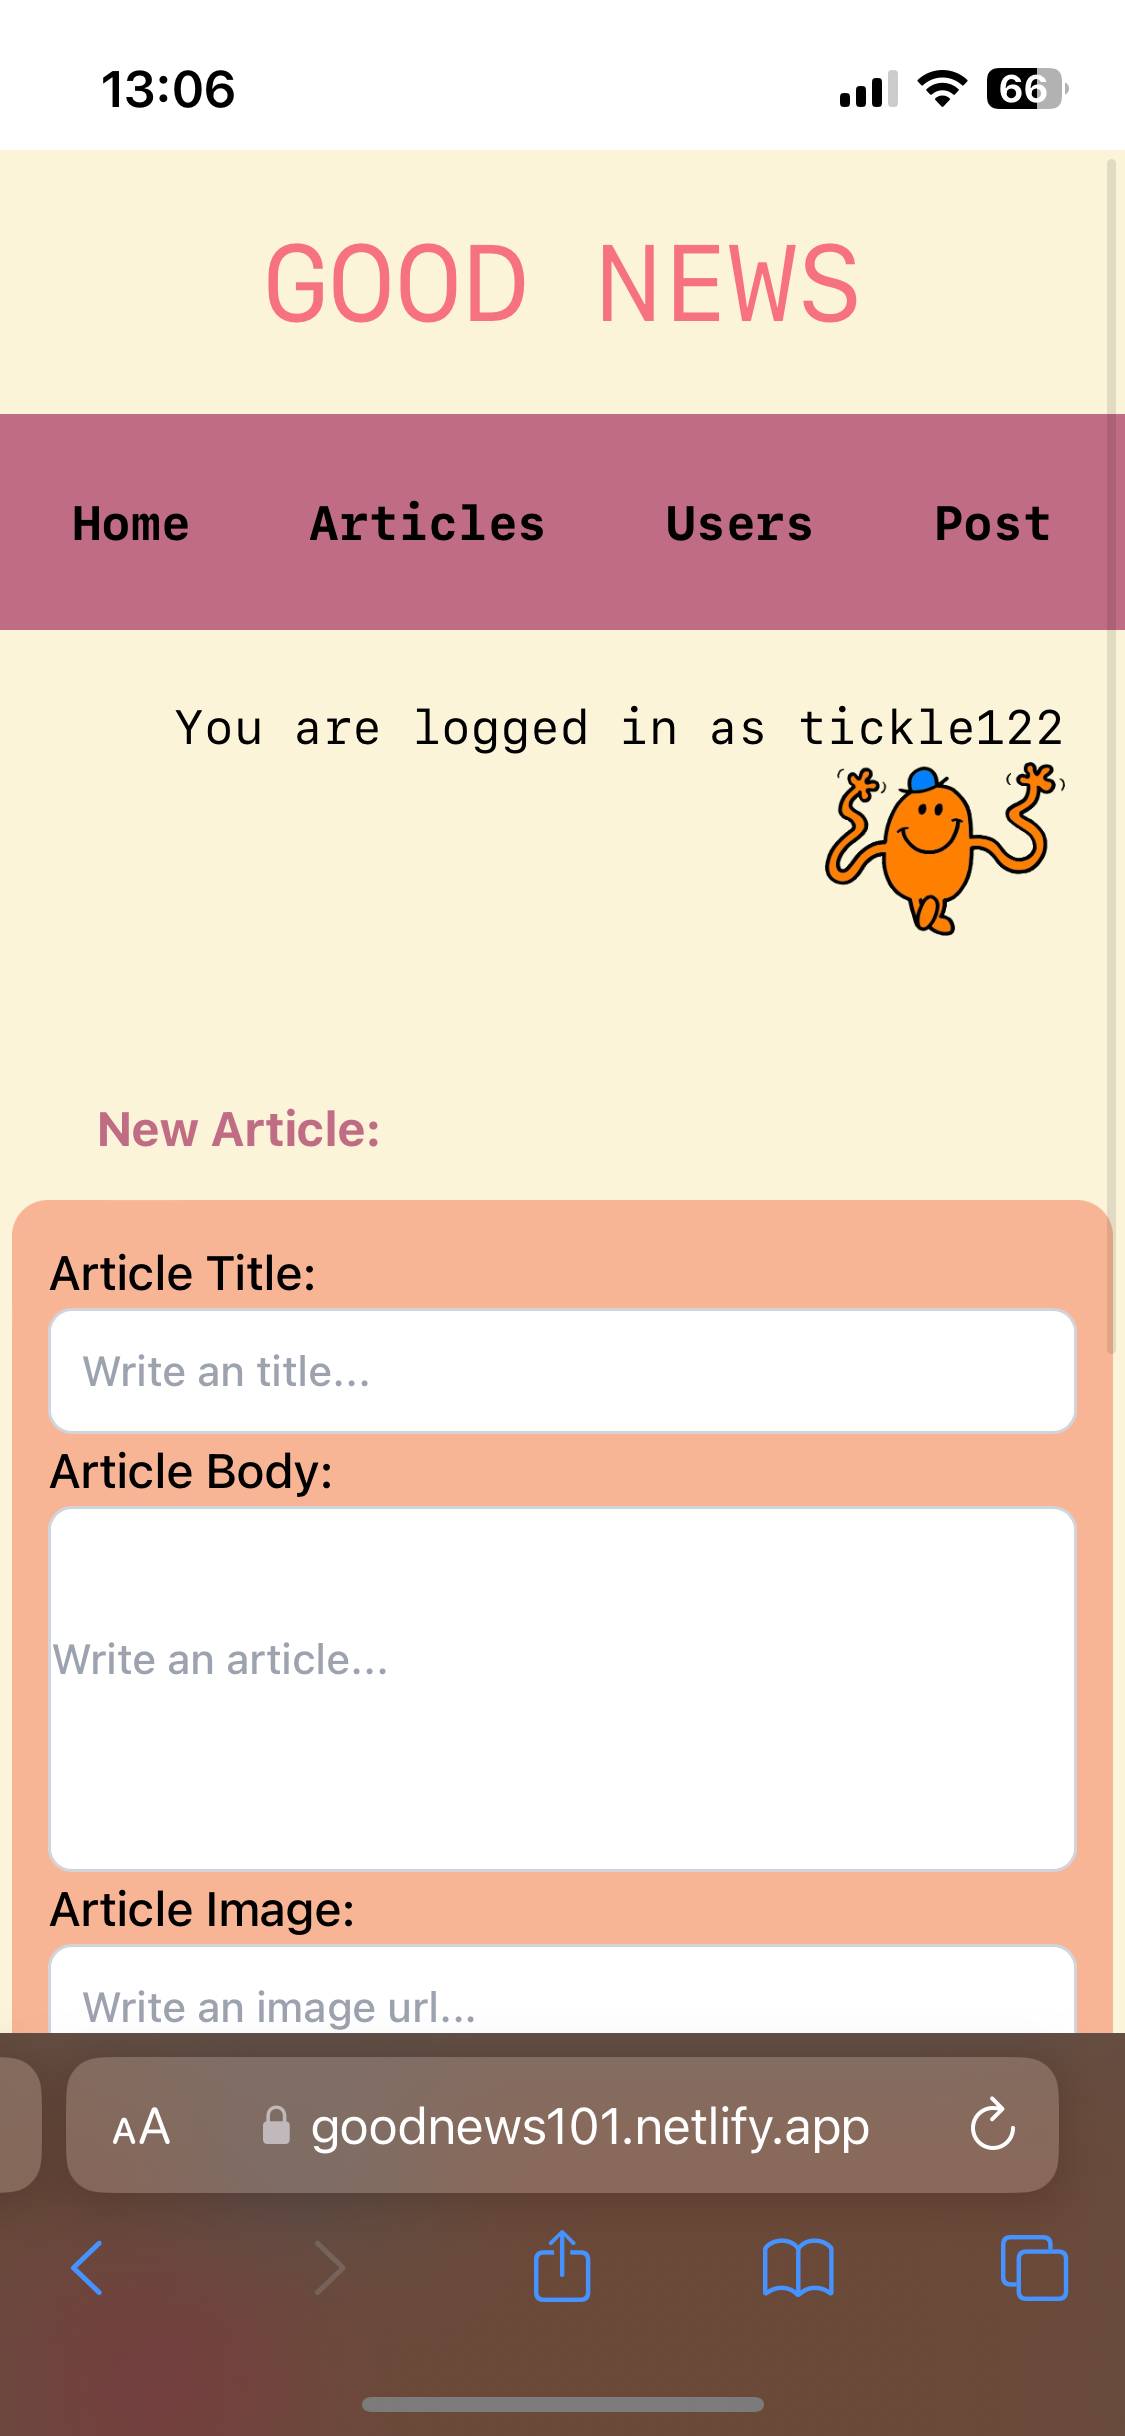 13:06
66
GOOD NEWS
Home Articles Users Post
You are logged in as tickle122
New Article:
Article Title:
Write an title...
Article Body:
Write an article...
Article Image:
Write an image url...
AA goodnews101.netlify.app